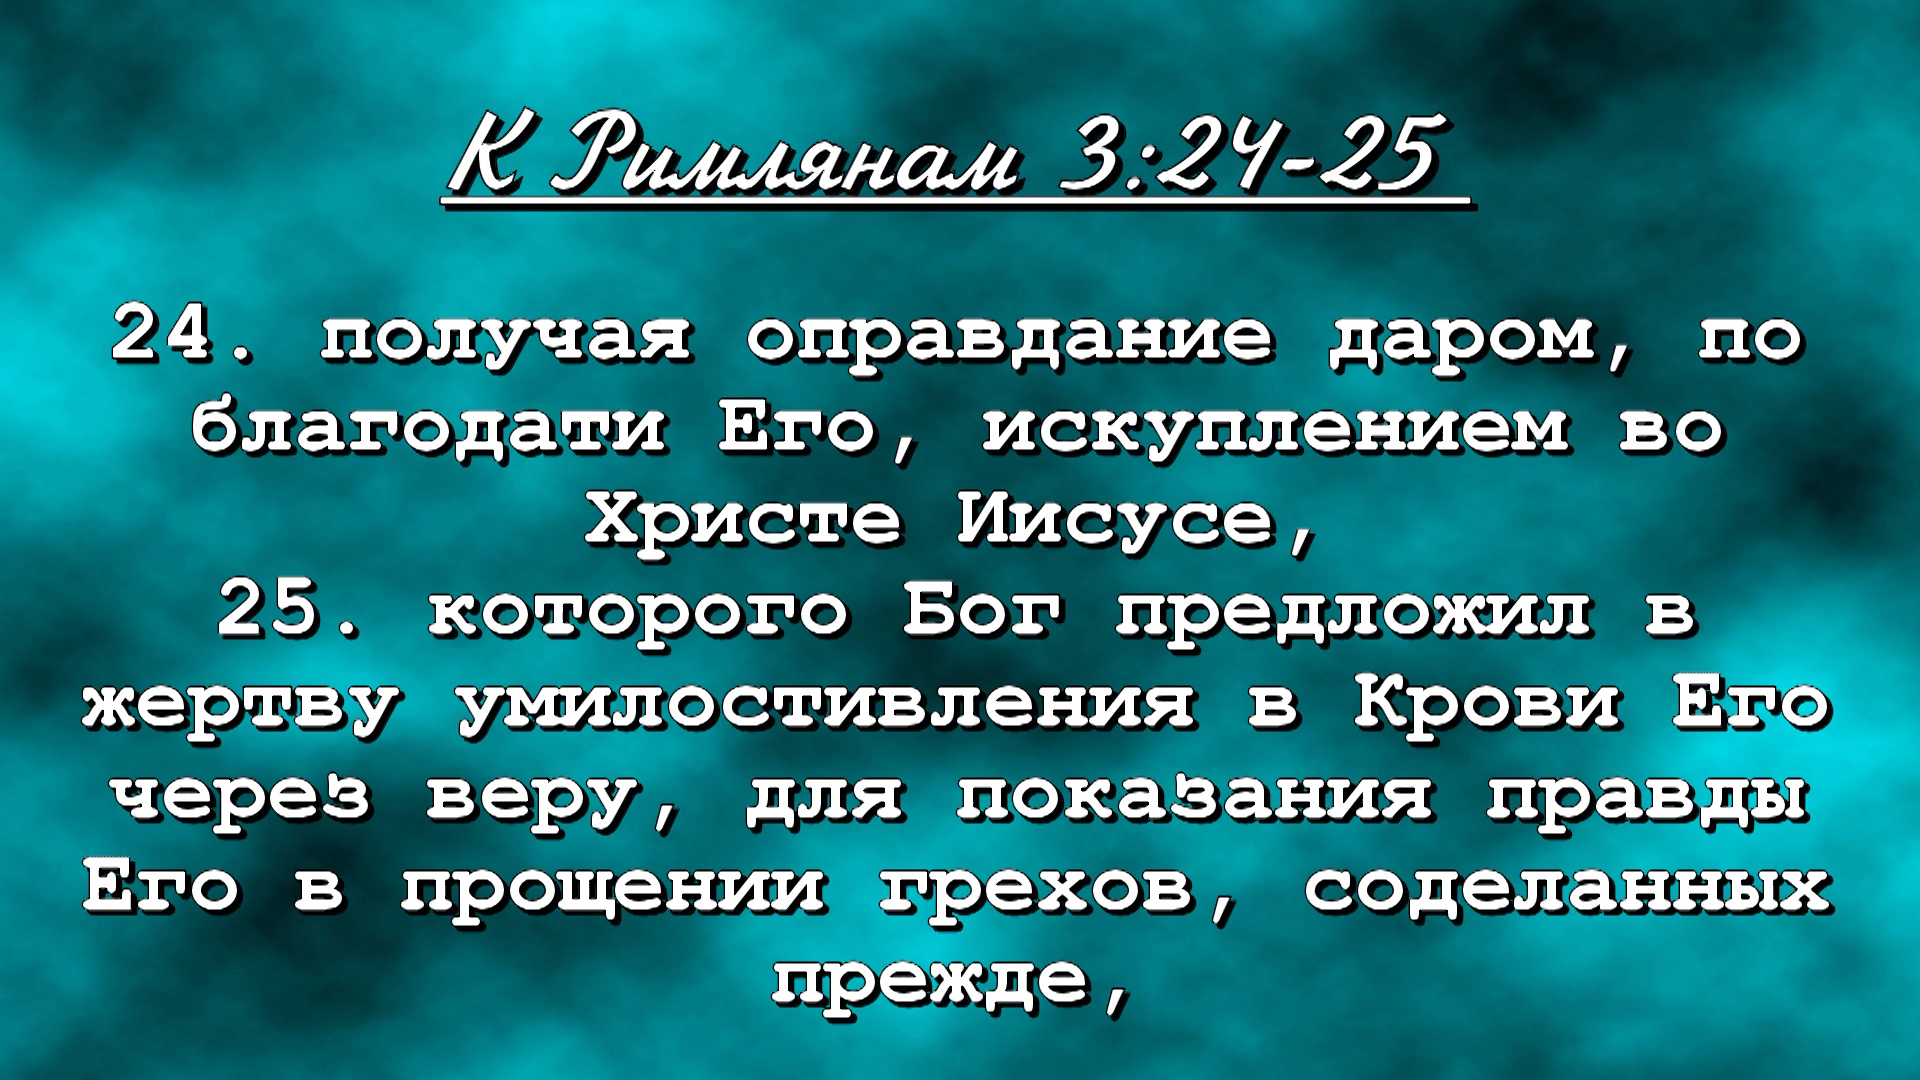 К Римлянам 3:24-25
24. получая оправдание даром, по
благодати Его, искуплением во
Христе Иисусе,
25. которого Бог предложил в
жертву умилостивления в Крови Его
через веру, для показания правды
Его в прощении грехов, соделанных
прежде,